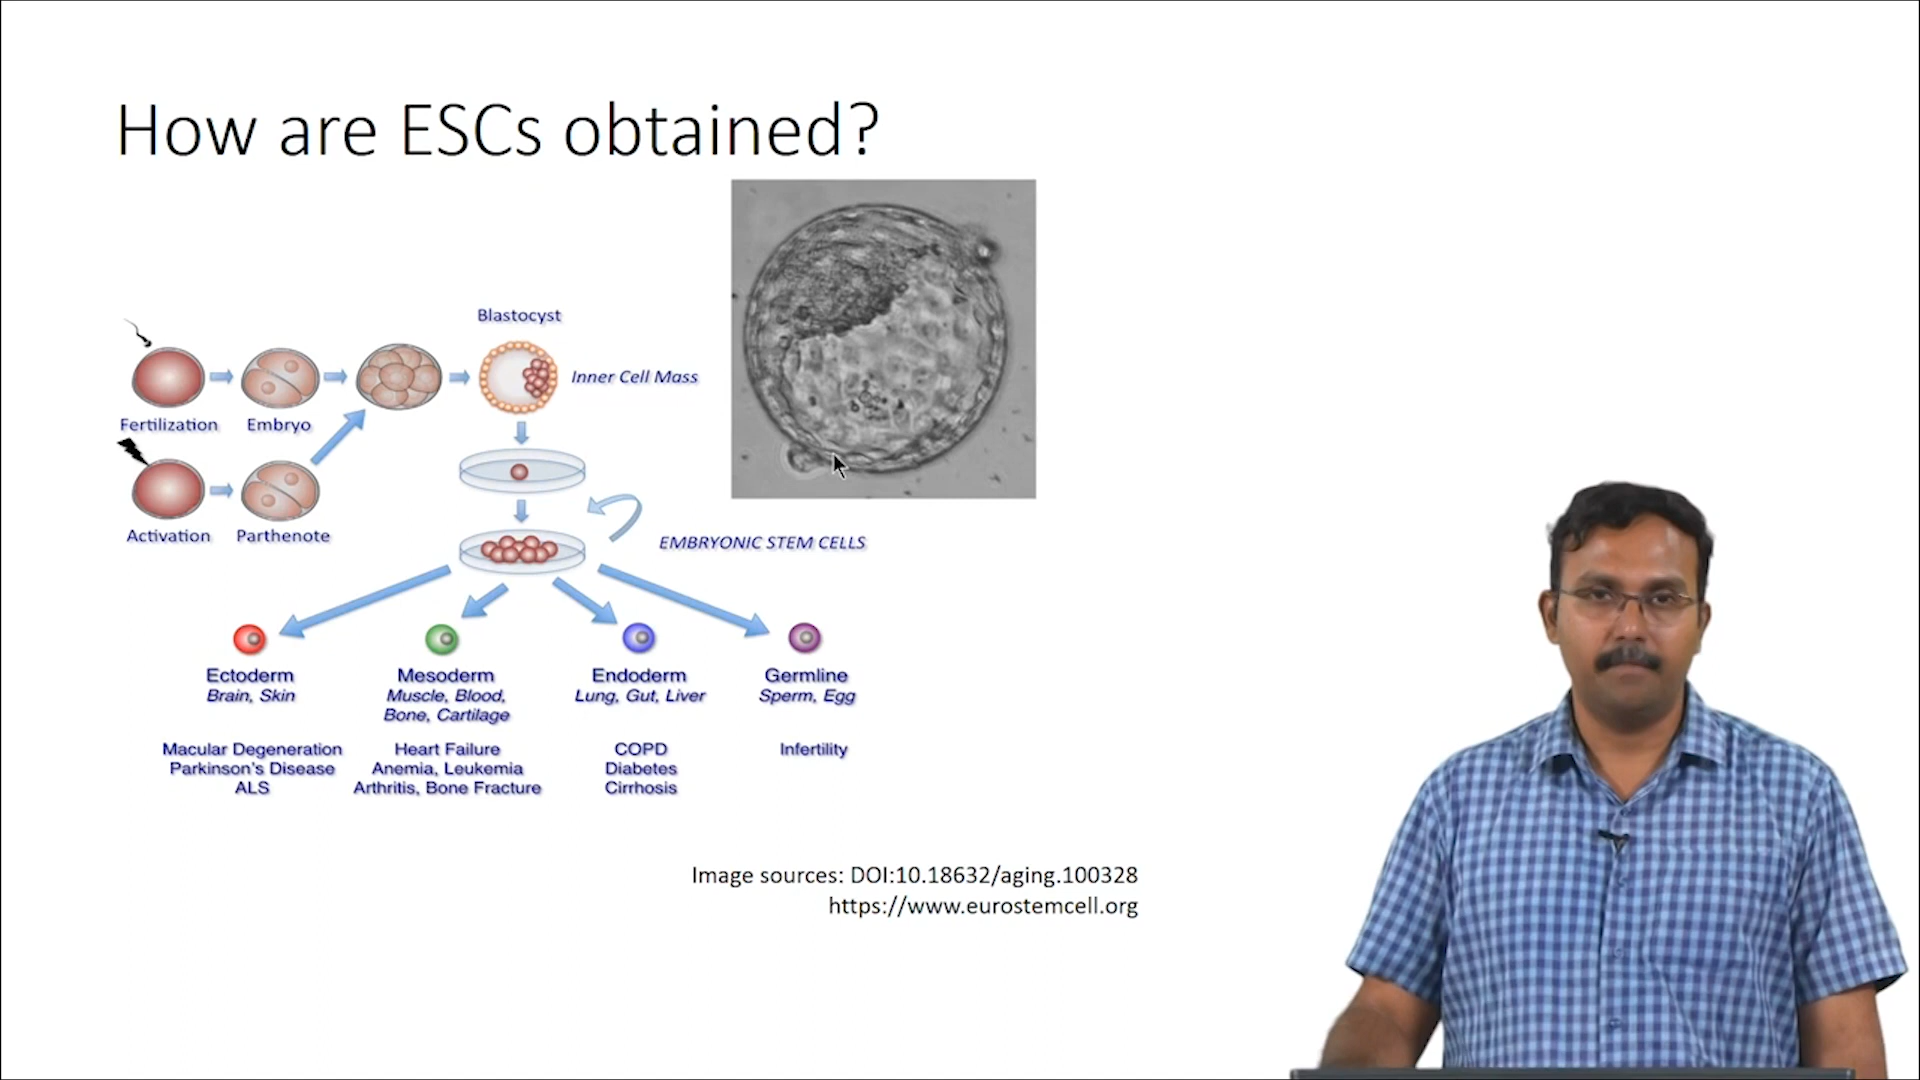 How are ESCs obtained?
Blastocyst
Inner Cell Mass
Fertilization
Embryo
Activation
Parthenote
EMBRYONIC STEM CELLS
Ectoderm
Brain, Skin
Macular Degeneration
Parkinson's Disease
ALS
Mesoderm
Muscle, Blood,
Bone, Cartilage
Heart Failure
Anemia, Leukemia
Arthritis, Bone Fracture
Endoderm
Lung, Gut, Liver
COPD
Diabetes
Cirrhosis
Germline
Sperm, Egg
Infertility
Image sources: DOI:10.18632/aging.100328
https://www.eurostemcell.org